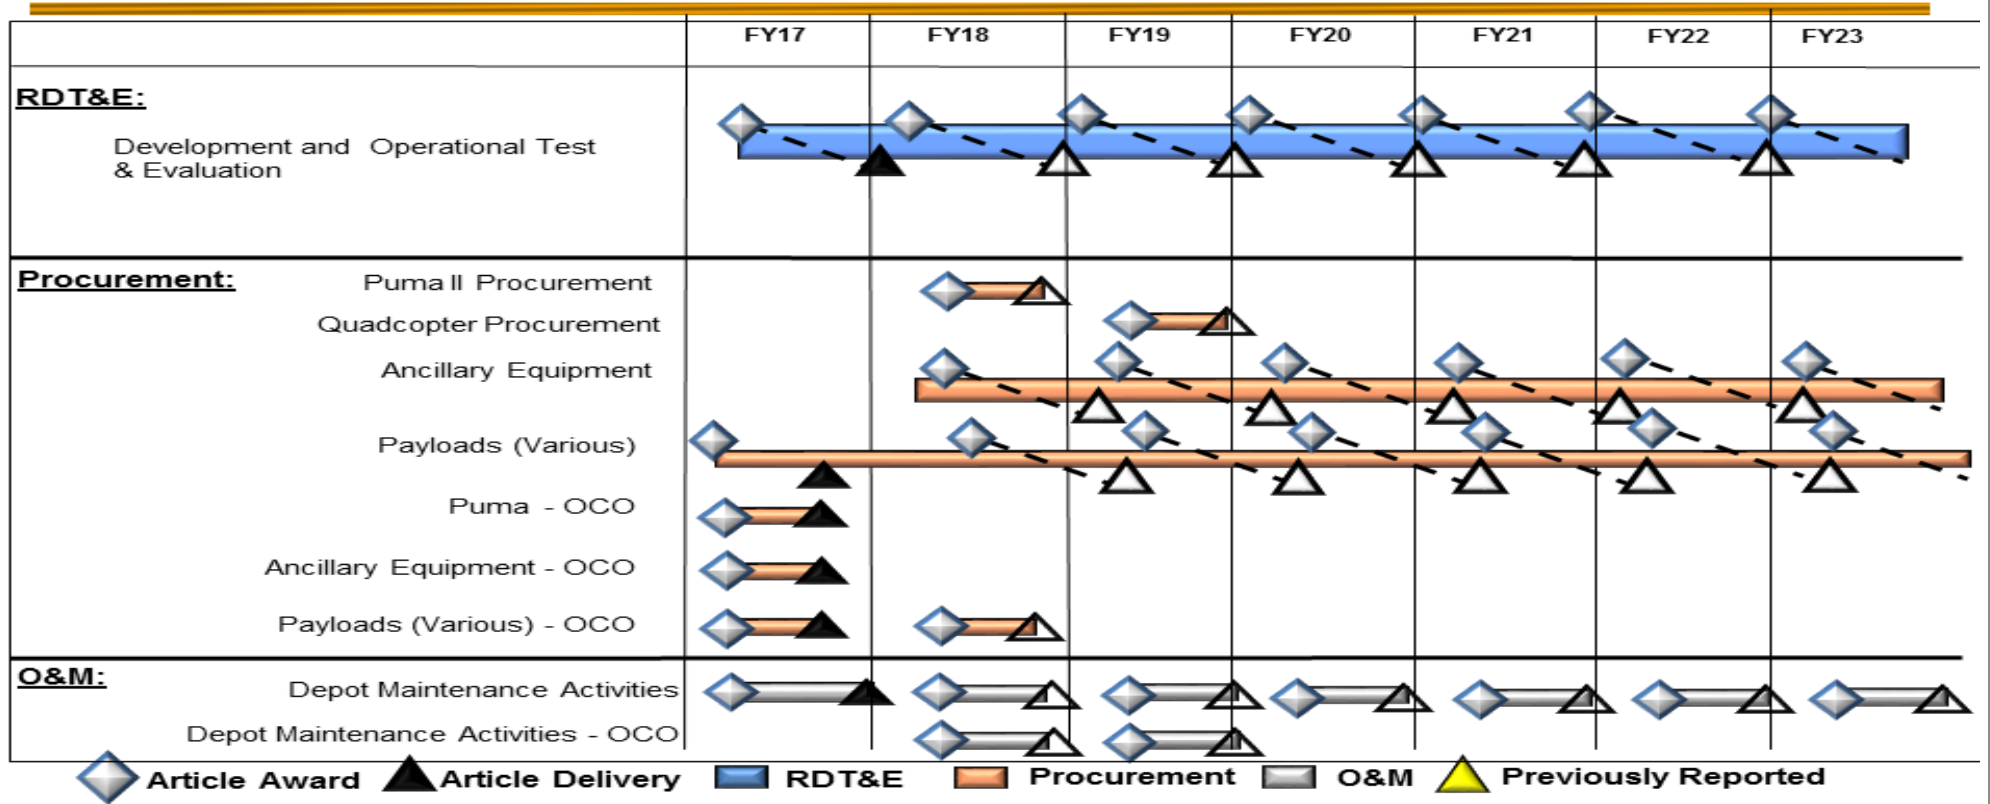 FY17 FY18 FY19 FY20 FY21 FY22 FY23
RDT&E:
Development and Operational Test
& Evaluation
Procurement: Puma II Procurement
Quadcopter Procurement
Ancillary Equipment
Payloads (Various)
Puma - OCO
Ancillary Equipment - OCO
Payloads (Various) - OCO
O&M:
Depot Maintenance Activities
Depot Maintenance Activities - OCO
Article Award Article Delivery RDT&E Procurement O&M Previously Reported